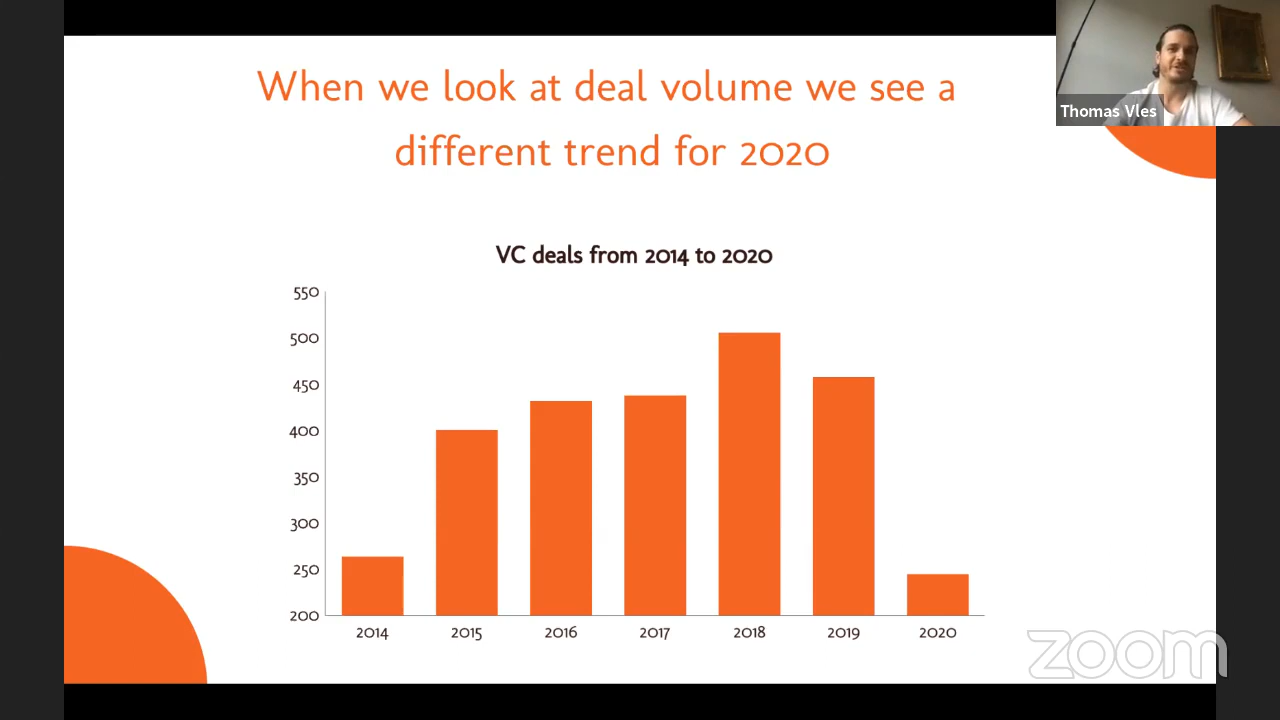 When we look at deal volume we see a
different trend for 2020
Thomas Vles
VC deals from 2014 to 2020
550
500
450
400
350
300
250
200
2014 2015 2016 2017 2018 2019 2020
zoom